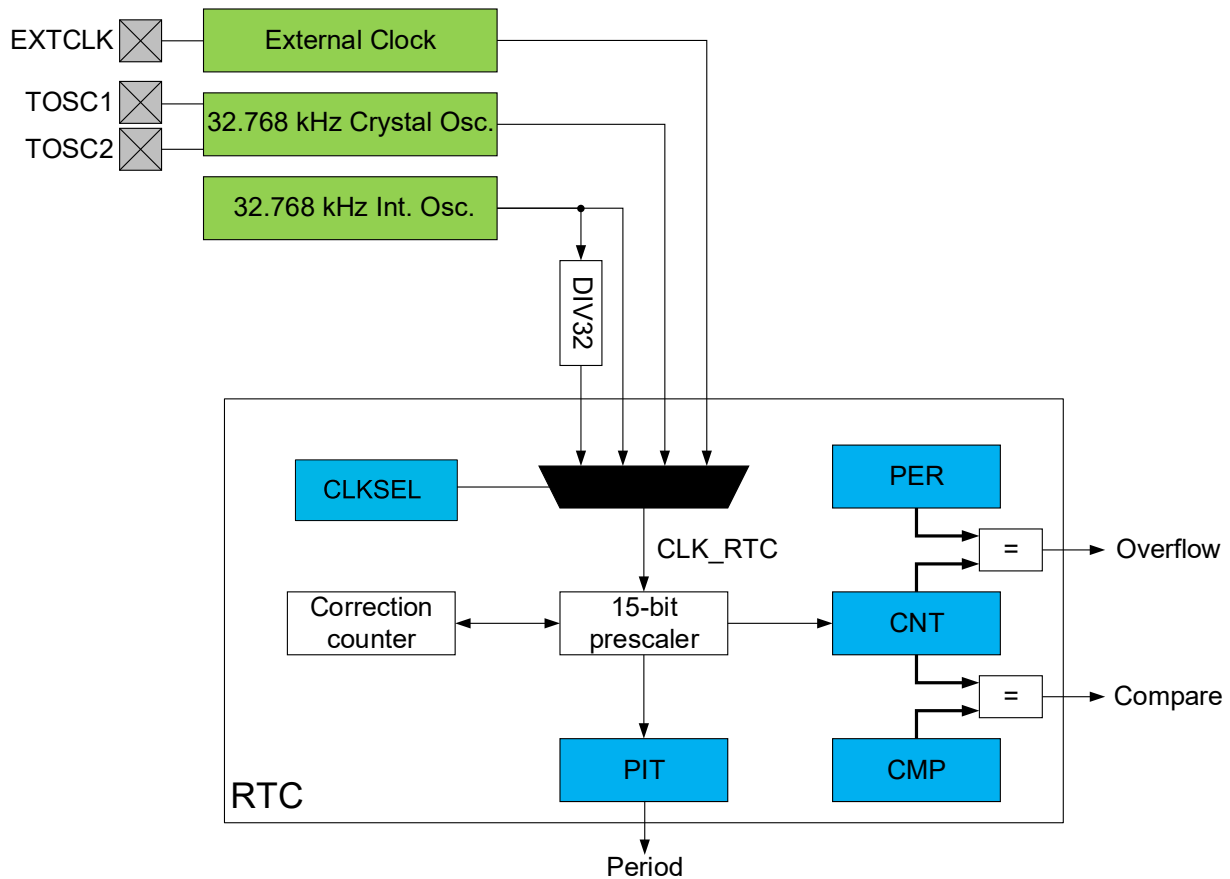 EXTCLK
External Clock
TOSC1
TOSC2
32.768 kHz Crystal Osc.
32.768 kHz Int. Osc.
DIV32
CLKSEL
PER
CLK_RTC
=
Overflow
Correction
counter
15-bit
prescaler
CNT
=
Compare
PIT
CMP
RTC
Period